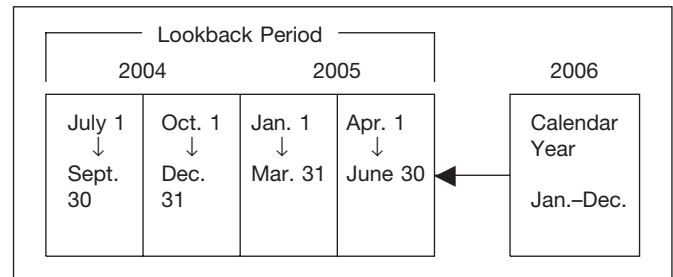 Lookback Period
2004 2005 2006
July 1
↓
Sept.
30
Oct. 1
↓
Dec.
31
Jan. 1
↓
Mar. 31
Apr. 1
↓
June 30
Calendar
Year
Jan.–Dec.